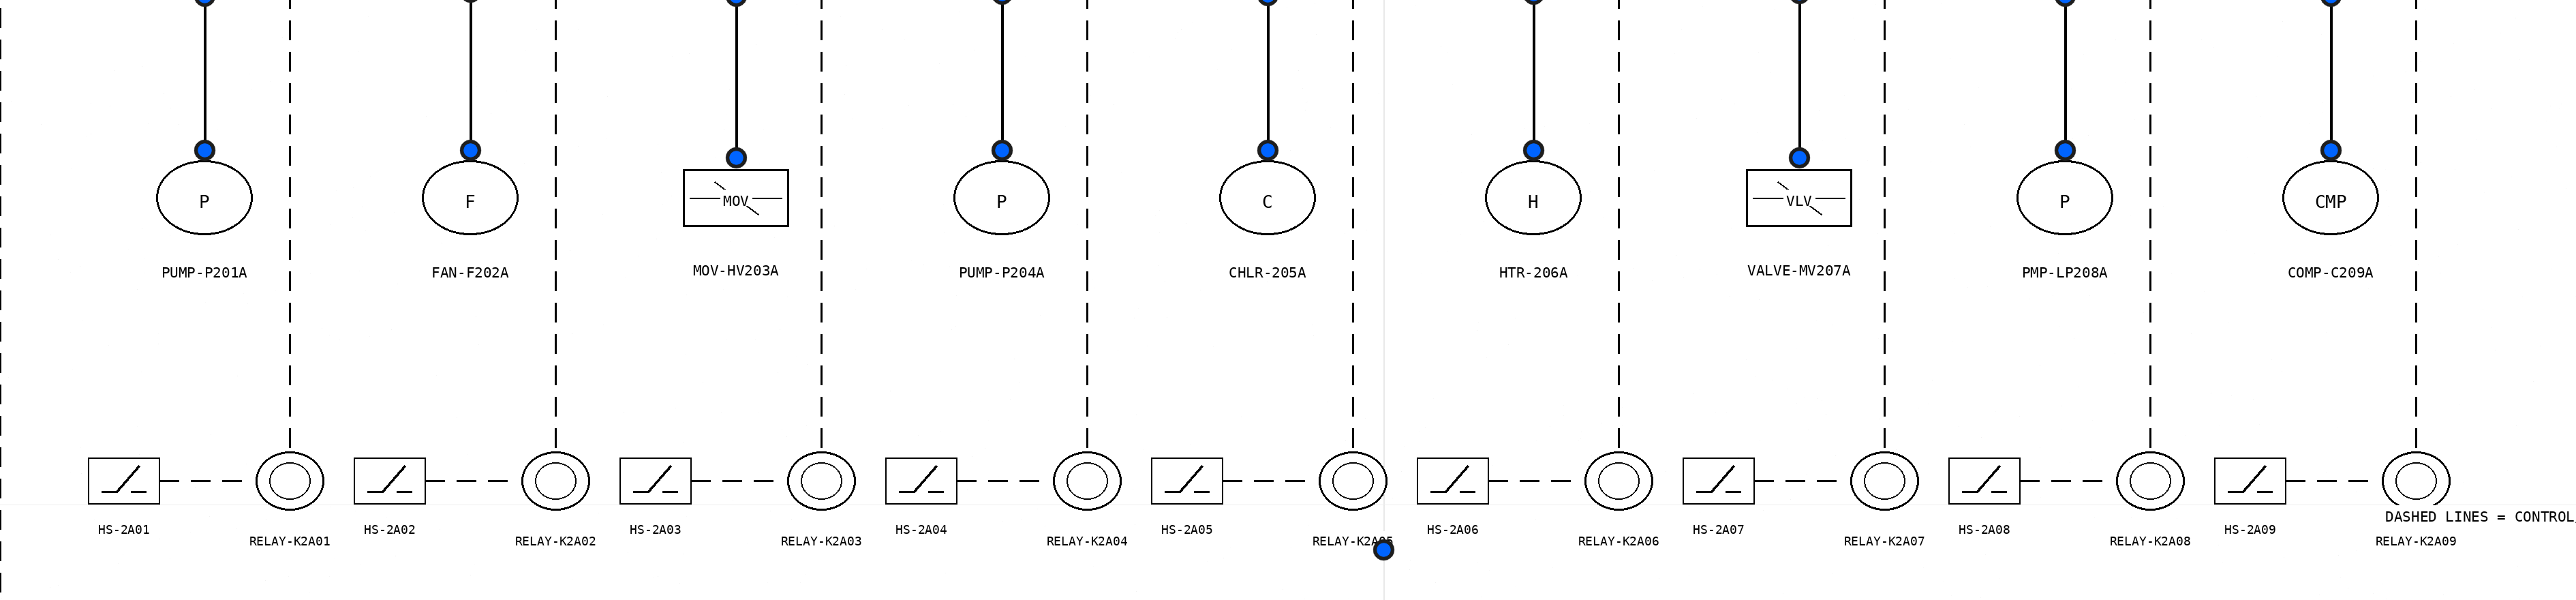 P F MOV P C H VLV P CMP
PUMP-P201A FAN-F202A MOV-HV203A PUMP-P204A CHLR-205A HTR-206A VALVE-MV207A PMP-LP208A COMP-C209A
DASHED LINES = CONTROL
HS-2A01 HS-2A02 HS-2A03 HS-2A04 HS-2A05 HS-2A06 HS-2A07 HS-2A08 HS-2A09
RELAY-K2A01 RELAY-K2A02 RELAY-K2A03 RELAY-K2A04 RELAY-K2A05 RELAY-K2A06 RELAY-K2A07 RELAY-K2A08 RELAY-K2A09